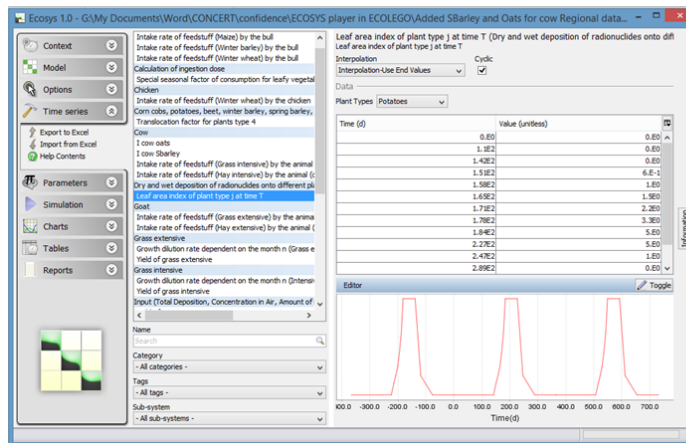 Ecosys 1.0 - G:\My Documents\Word\CONCERT\confidence\ECOSYS player in ECOLEGO\Added SBarley and Oats for cow Regional data...
Context
Model
Options
Time series
Export to Excel
Import from Excel
Help Contents
Parameters
Simulation
Charts
Tables
Reports
Intake rate of feedstuff (Maize) by the bull
Intake rate of feedstuff (Winter barley) by the bull
Intake rate of feedstuff (Winter wheat) by the bull
Calculation of ingestion dose
Special seasonal factor of consumption for leafy vegetal
Chicken
Intake rate of feedstuff (Winter wheat) by the chicken
Corn cobs, potatoes, beet, winter barley, spring barley,
Translocation factor for plants type 4
Cow
I cow oats
I cow Sbarley
Intake rate of feedstuff (Grass intensive) by the animal
Intake rate of feedstuff (Hay intensive) by the animal (c
Dry and wet deposition of radionuclides onto different pla
Leaf area index of plant type j at time T
Goat
Intake rate of feedstuff (Grass extensive) by the anima
Intake rate of feedstuff (Hay extensive) by the animal (
Grass extensive
Growth dilution rate dependent on the month n (Grass e
Yield of grass extensive
Grass intensive
Growth dilution rate dependent on the month n (Intensiv
Yield of grass intensive
Input (Total Deposition, Concentration in Air, Amount of
Name
Search
Category
- All categories -
Tags
- All tags -
Sub-system
- All sub-systems -
Leaf area index of plant type j at time T (Dry and wet deposition of radionuclides onto diff
Leaf area index of plant type j at time T
Interpolation
Cyclic
Interpolation-Use End Values
Data
Plant Types Potatoes
Time (d) Value (unitless)
0.E0 0.E0
1.1E2 0.E0
1.42E2 0.E0
1.51E2 6.E-1
1.58E2 1.E0
1.65E2 1.5E0
1.71E2 2.2E0
1.78E2 3.3E0
1.84E2 5.E0
2.27E2 5.E0
2.47E2 1.E0
2.89E2 0.E0
Information
Editor Toggle
00.0 -300.0 -200.0 -100.0 0.0 100.0 200.0 300.0 400.0 500.0 600.0 700.0
Time(d)